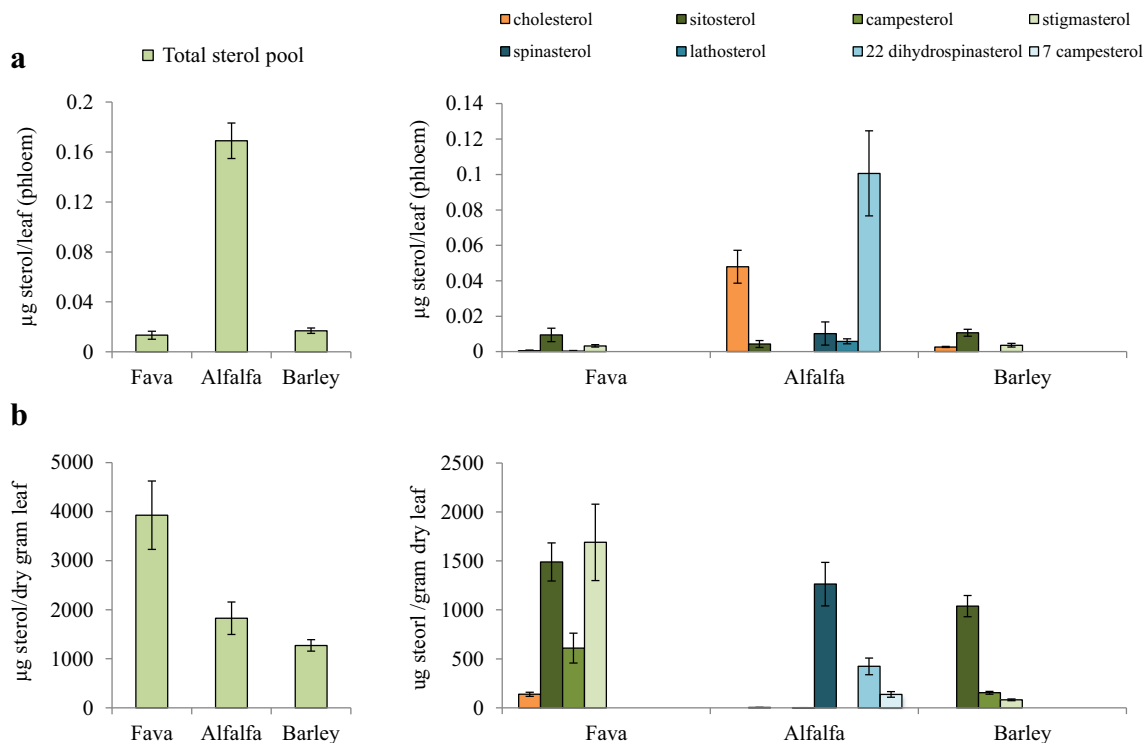 cholesterol sitosterol campesterol stigmasterol
spinasterol lathosterol 22 dihydrospinasterol 7 campesterol
a
Total sterol pool
µg sterol/leaf (phloem)
0.2
0.16
0.12
0.08
0.04
0
Fava Alfalfa Barley
µg sterol/leaf (phloem)
0.14
0.12
0.1
0.08
0.06
0.04
0.02
0
Fava Alfalfa Barley
b
µg sterol/dry gram leaf
5000
4000
3000
2000
1000
0
Fava Alfalfa Barley
ug steorl /gram dry leaf
2500
2000
1500
1000
500
0
Fava Alfalfa Barley